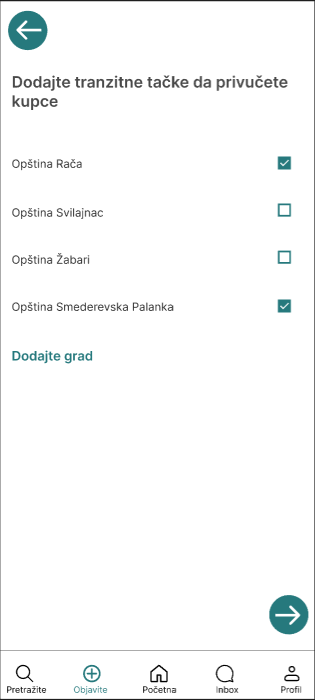 Dodajte tranzitne tačke da privučete
kupce
Opština Rača
Opština Svilajnac
Opština Žabari
Opština Smederevska Palanka
Dodajte grad
Pretražite
Objavite
Početna
Inbox
Profil